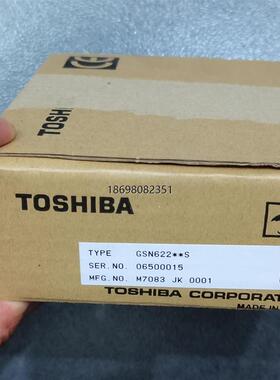 TOSHIBA
18698082351
TOSHIBA
TYPE GSN622**S
SER.NO. 06500015
MFG.NO. M7083 JK 0001
TOSHIBA CORPORAT
MADE IN